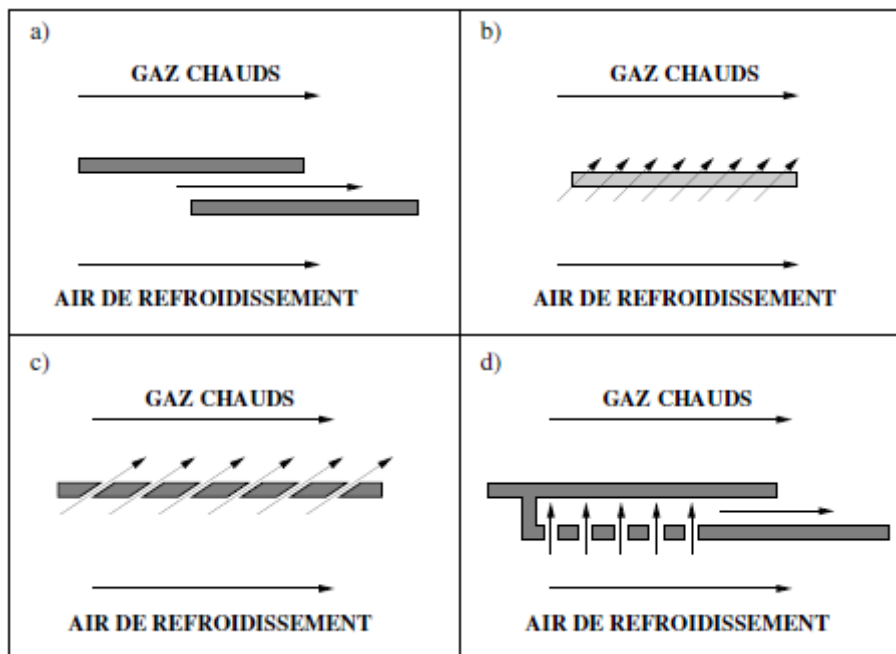 a)
GAZ CHAUDS
AIR DE REFROIDISSEMENT
b)
GAZ CHAUDS
AIR DE REFROIDISSEMENT
c)
GAZ CHAUDS
AIR DE REFROIDISSEMENT
d)
GAZ CHAUDS
AIR DE REFROIDISSEMENT